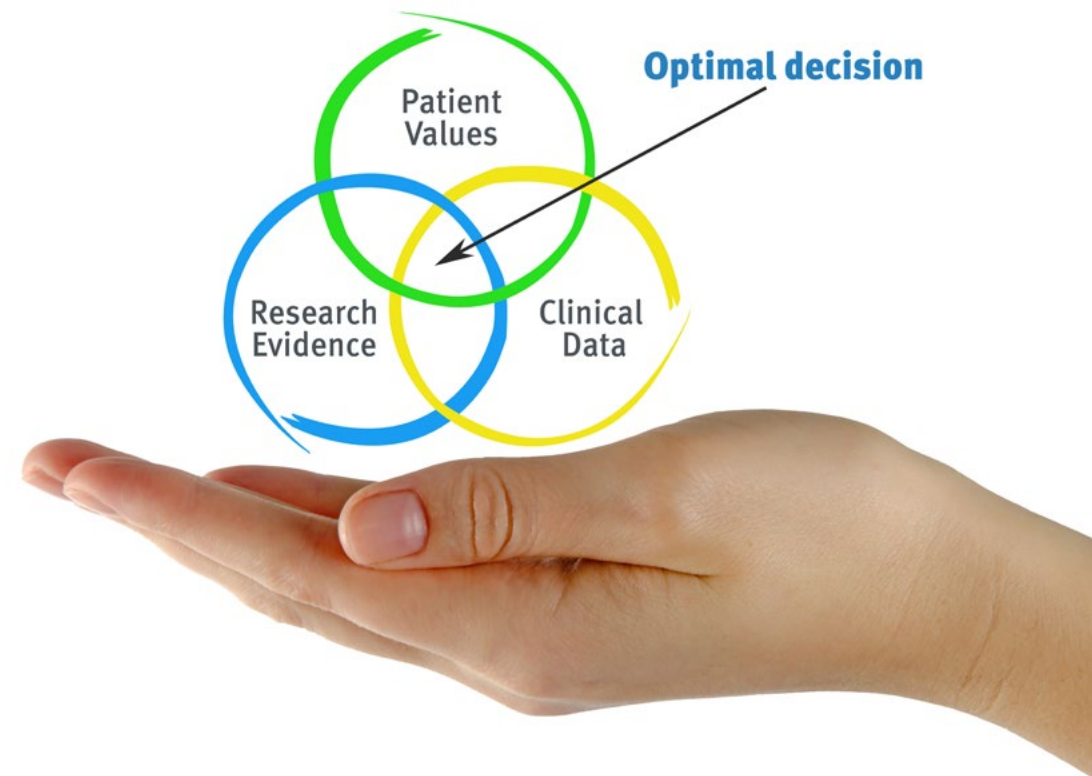 Optimal decision
Patient
Values
Research
Evidence
Clinical
Data